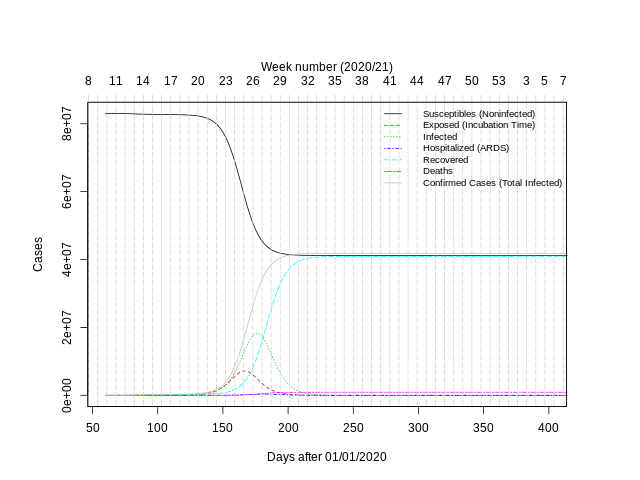 Week number (2020/21)
8 11 14 17 20 23 26 29 32 35 38 41 44 47 50 53 3 5 7
Susceptibles (Noninfected)
Exposed (Incubation Time)
Infected
Hospitalized (ARDS)
Recovered
Deaths
Confirmed Cases (Total Infected)
8e+07
6e+07
4e+07
2e+07
0e+00
Cases
50 100 150 200 250 300 350 400
Days after 01/01/2020